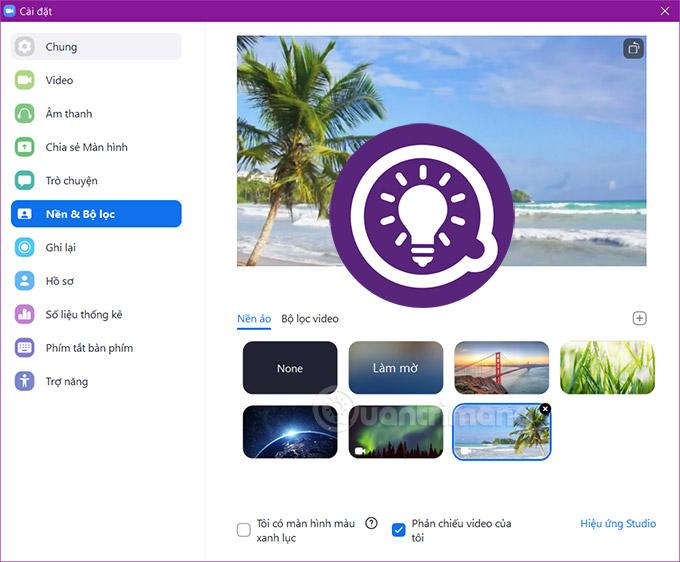 Cài đặt
Chung
Video
Âm thanh
Chia sẻ Màn hình
Trò chuyện
Nền & Bộ lọc
Ghi lại
Hồ sơ
Số liệu thống kê
Phím tắt bàn phím
Trợ năng
Nền ảo
Bộ lọc video
None
Làm mờ
Quantrimang
Tôi có màn hình màu
xanh lục
Phản chiếu video của
tôi
Hiệu ứng Studio